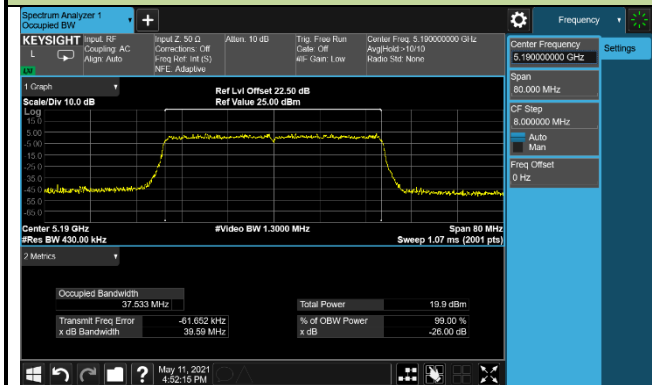 Spectrum Analyzer 1
Occupied BW
Frequency
KEYSIGHT
L
LM
Input: RF
Coupling: AC
Align: Auto
Input Z: 50 Ω
Corrections: Off
Freq Ref: Int (S)
NFE: Adaptive
Atten: 10 dB
Trig: Free Run
Gate: Off
#IF Gain: Low
Center Freq: 5.190000000 GHz
Avg|Hold:>10/10
Radio Std: None
Center Frequency
5.190000000 GHz
Settings
Span
80.000 MHz
CF Step
8.000000 MHz
Auto
Man
Freq Offset
0 Hz
1 Graph
Scale/Div 10.0 dB
Ref Lvl Offset 22.50 dB
Ref Value 25.00 dBm
Log
15.0
5.00
-5.00
-15.0
-25.0
-35.0
-45.0
-55.0
-65.0
Center 5.19 GHz
#Video BW 1.3000 MHz
Span 80 MHz
#Res BW 430.00 kHz
Sweep 1.07 ms (2001 pts)
2 Metrics
Occupied Bandwidth
37.533 MHz
Total Power 19.9 dBm
Transmit Freq Error -61.652 kHz
% of OBW Power 99.00 %
x dB Bandwidth 39.59 MHz
x dB -26.00 dB
?
May 11, 2021
4:52:15 PM